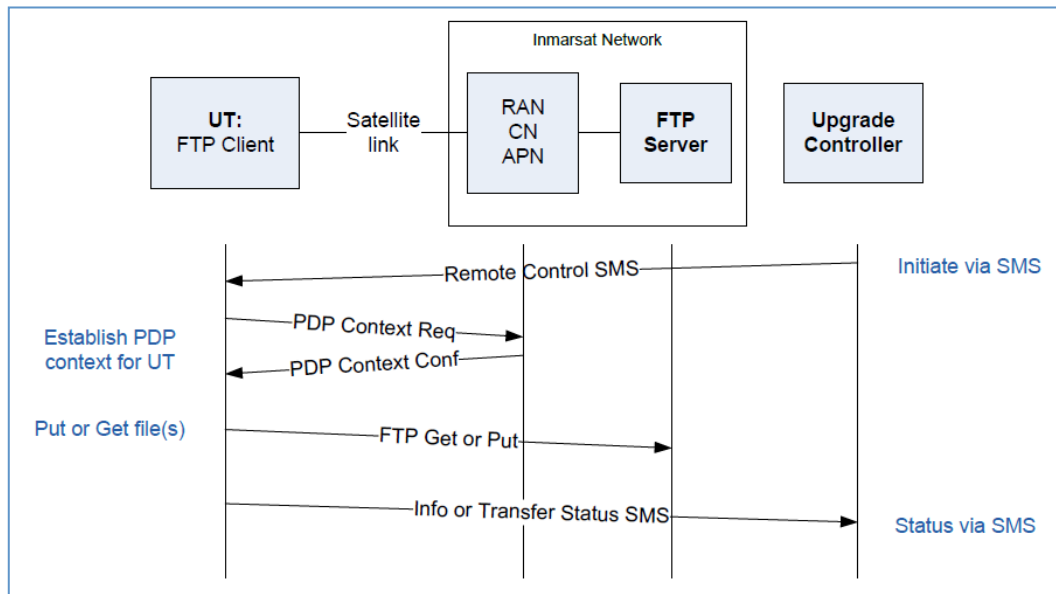 Inmarsat Network
UT:
FTP Client
Satellite
link
RAN
CN
APN
FTP
Server
Upgrade
Controller
Remote Control SMS
Initiate via SMS
PDP Context Req
Establish PDP
context for UT
PDP Context Conf
Put or Get file(s)
FTP Get or Put
Info or Transfer Status SMS
Status via SMS